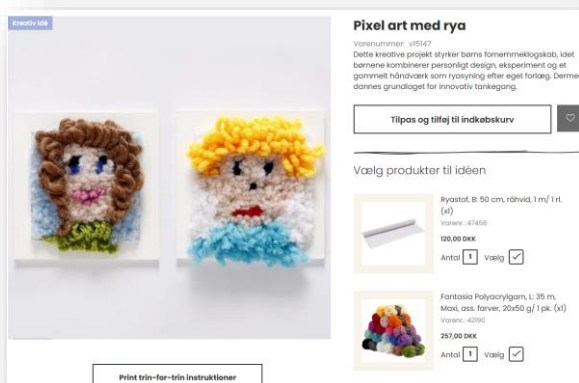 Kreativ idé
Pixel art med rya
Varenummer: v15147
Dette kreative projekt styrker børns fornemmelogskab, idet
børnene kombinerer personligt design, eksperiment og et
gammelt håndværk som ryasyning efter eget forlæg. Derme
dannes grundlaget for innovativ tankegang.
Tilpas og tilføj til indkøbskurv
Vælg produkter til idéen
Ryastof, B: 50 cm, råhvid, 1 m/ 1 rl.
(x1)
Varenr.: 47456
120,00 DKK
Antal 1 Vælg
Fantasia Polyacrylgarn, L: 35 m,
Maxi, ass. farver, 20x50 g/ 1 pk. (x1)
Varenr.: 42190
257,00 DKK
Antal 1 Vælg
Print trin-for-trin instruktioner